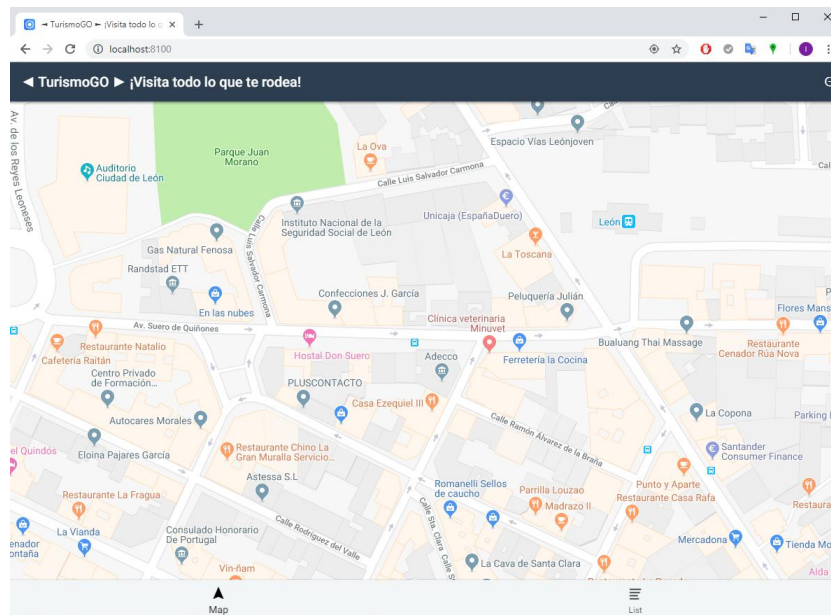 ◄ TurismoGO ► ¡Visita todo lo q
localhost:8100
◄ TurismoGO ► ¡Visita todo lo que te rodea!
Av. de los Reyes Leoneses
Auditorio
Ciudad de León
Parque Juan
Morano
La Ova
Espacio Vías Leónjoven
Calle Luis Salvador Carmona
Instituto Nacional de la
Seguridad Social de León
Unicaja (EspañaDuero)
León
Calle Luis Salvador Carmona
Gas Natural Fenosa
La Toscana
Randstad ETT
En las nubes
Confecciones J. García
Peluquería Julián
Flores Mans
Clínica veterinaria
Minuvet
Av. Suero de Quiñones
Restaurante Natalio
Cafetería Raitán
Hostal Don Suero
Adecco
Ferretería la Cocina
Bualuang Thai Massage
Restaurante
Cenador Rúa Nova
Centro Privado
de Formación...
PLUSCONTACTO
Casa Ezequiel III
Autocares Morales
La Copona
Parking
Calle Ramón Álvarez de la Braña
el Quindós
Eloina Pajares García
Restaurante Chino La
Gran Muralla Servicio...
Santander
Consumer Finance
Astessa S.L
Romanelli Sellos
de caucho
Parrilla Louzao
Madrazo II
Punto y Aparte
Restaurante Casa Rafa
Restaurante La Fragua
Restaura
La Vianda
Consulado Honorario
De Portugal
Calle Rodríguez del Valle
Calle Sta. Clara
Calle S
Mercadona
Tienda Mo
enador
ontaña
Vin-ñam
La Cava de Santa Clara
Alda
Map
List